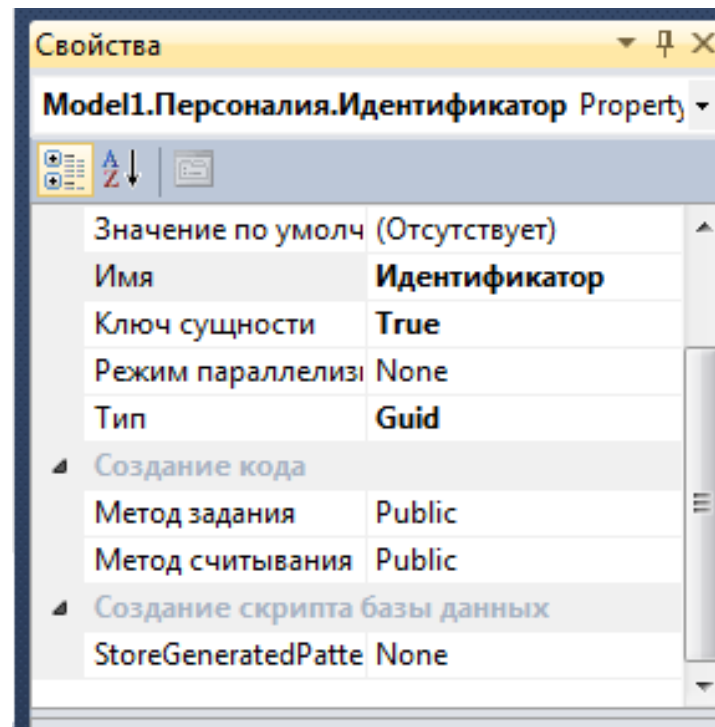 Свойства
Model1.Персоналия.Идентификатор Property
Значение по умолч (Отсутствует)
Имя Идентификатор
Ключ сущности True
Режим параллелиз None
Тип Guid
Создание кода
Метод задания Public
Метод считывания Public
Создание скрипта базы данных
StoreGeneratedPatte None